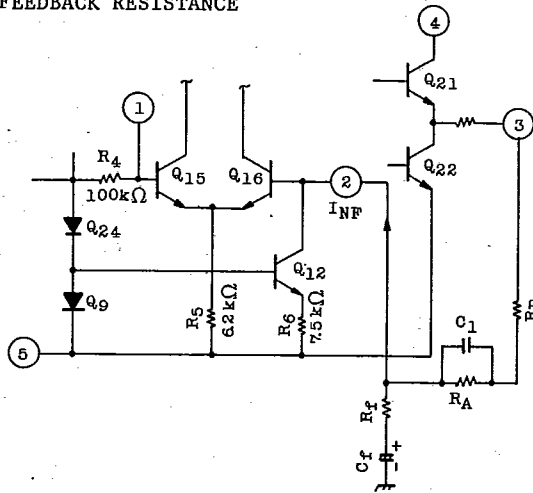 FEEDBACK RESISTANCE
4
Q21
1
3
R4
100kΩ
Q15
Q16
2
INF
Q22
Q24
Q12
Q9
R5
6.2kΩ
R6
7.5kΩ
5
C1
RA
Rf
Cf
+
-